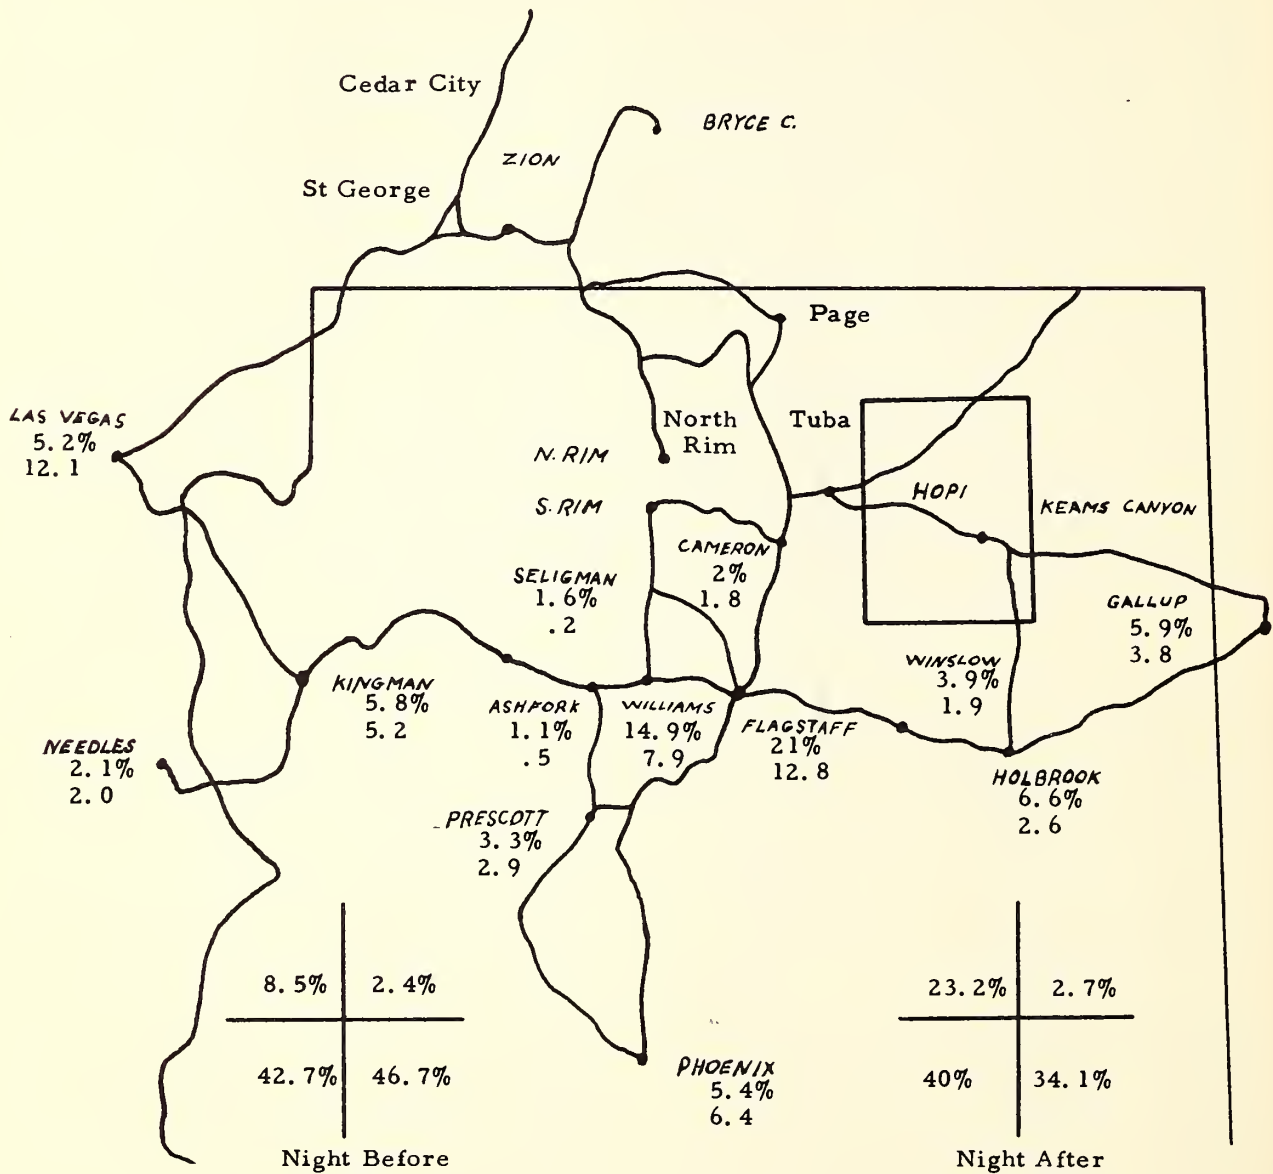 Cedar City
BRYCE C.
ZION
St George
Page
LAS VEGAS
5.2%
12.1
North
Rim
Tuba
N. RIM
S. RIM
HOPI
KEAMS CANYON
CAMERON
2%
1.8
SELIGMAN
1.6%
.2
GALLUP
5.9%
3.8
WINSLOW
3.9%
1.9
KINGMAN
5.8%
5.2
ASHFORK
1.1%
.5
WILLIAMS
14.9%
7.9
FLAGSTAFF
21%
12.8
NEEDLES
2.1%
2.0
HOLBROOK
6.6%
2.6
PRESCOTT
3.3%
2.9
8.5% 2.4%
42.7% 46.7%
Night Before
PHOENIX
5.4%
6.4
23.2% 2.7%
40% 34.1%
Night After